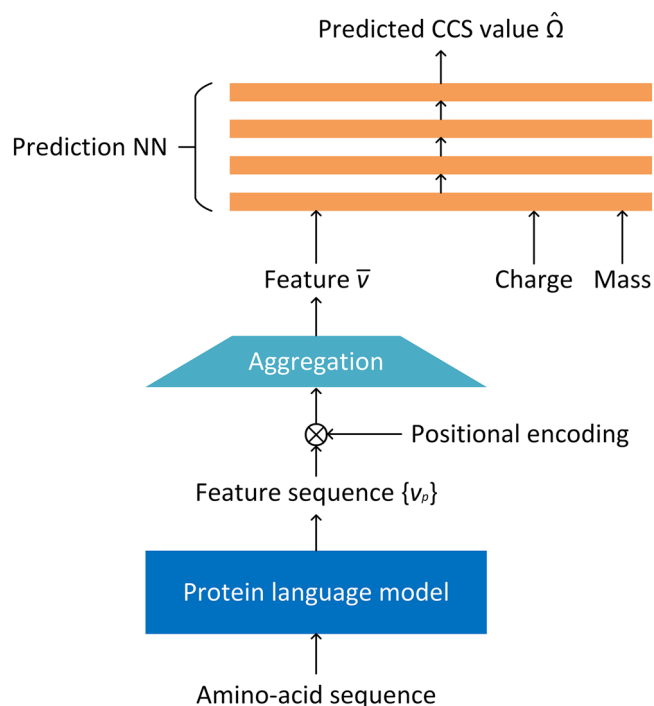 Predicted CCS value Ω̂
Prediction NN
Feature v̅
Charge
Mass
Aggregation
Positional encoding
Feature sequence {vₚ}
Protein language model
Amino-acid sequence